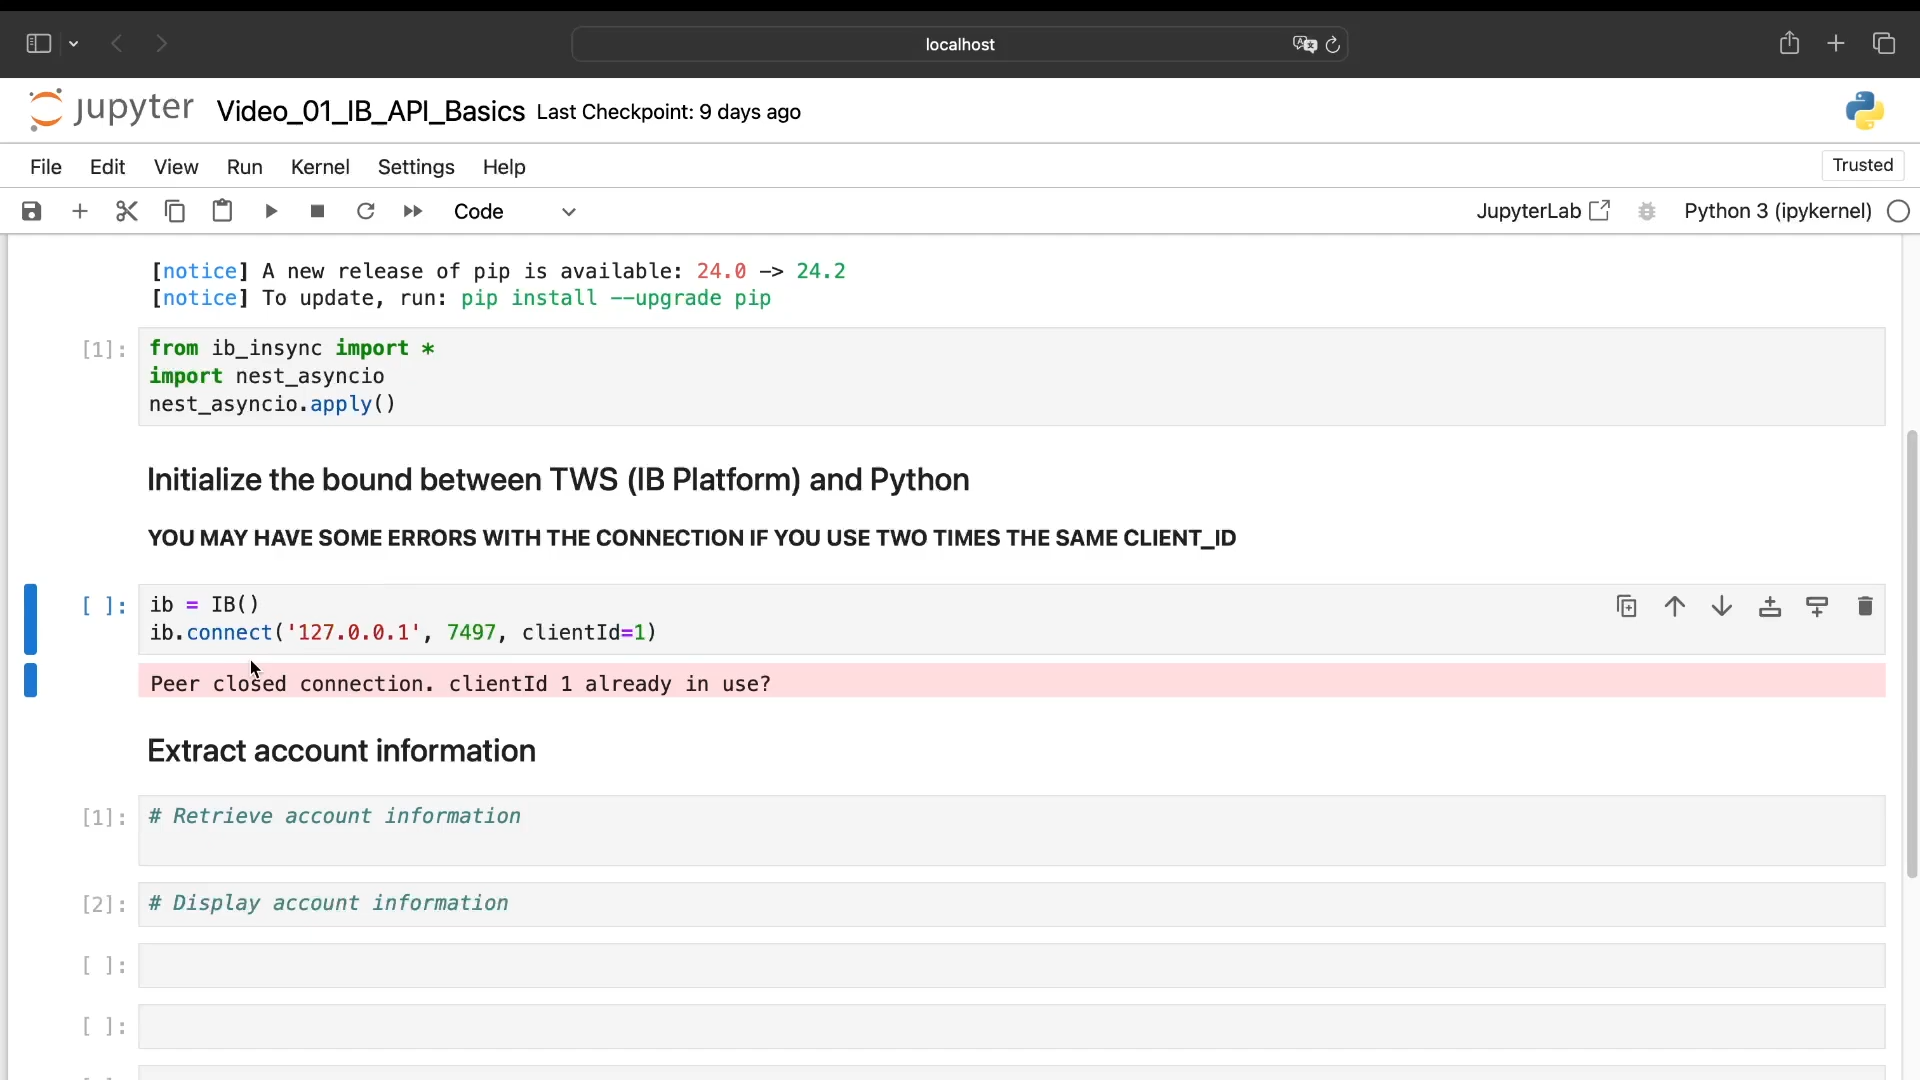 localhost
jupyter Video_01_IB_API_Basics Last Checkpoint: 9 days ago
File Edit View Run Kernel Settings Help Trusted
Code JupyterLab Python 3 (ipykernel)
[notice] A new release of pip is available: 24.0 -> 24.2
[notice] To update, run: pip install --upgrade pip
[1]: from ib_insync import *
import nest_asyncio
nest_asyncio.apply()
Initialize the bound between TWS (IB Platform) and Python
YOU MAY HAVE SOME ERRORS WITH THE CONNECTION IF YOU USE TWO TIMES THE SAME CLIENT_ID
[ ]: ib = IB()
ib.connect('127.0.0.1', 7497, clientId=1)
Peer closed connection. clientId 1 already in use?
Extract account information
[1]: # Retrieve account information
[2]: # Display account information
[ ]:
[ ]: